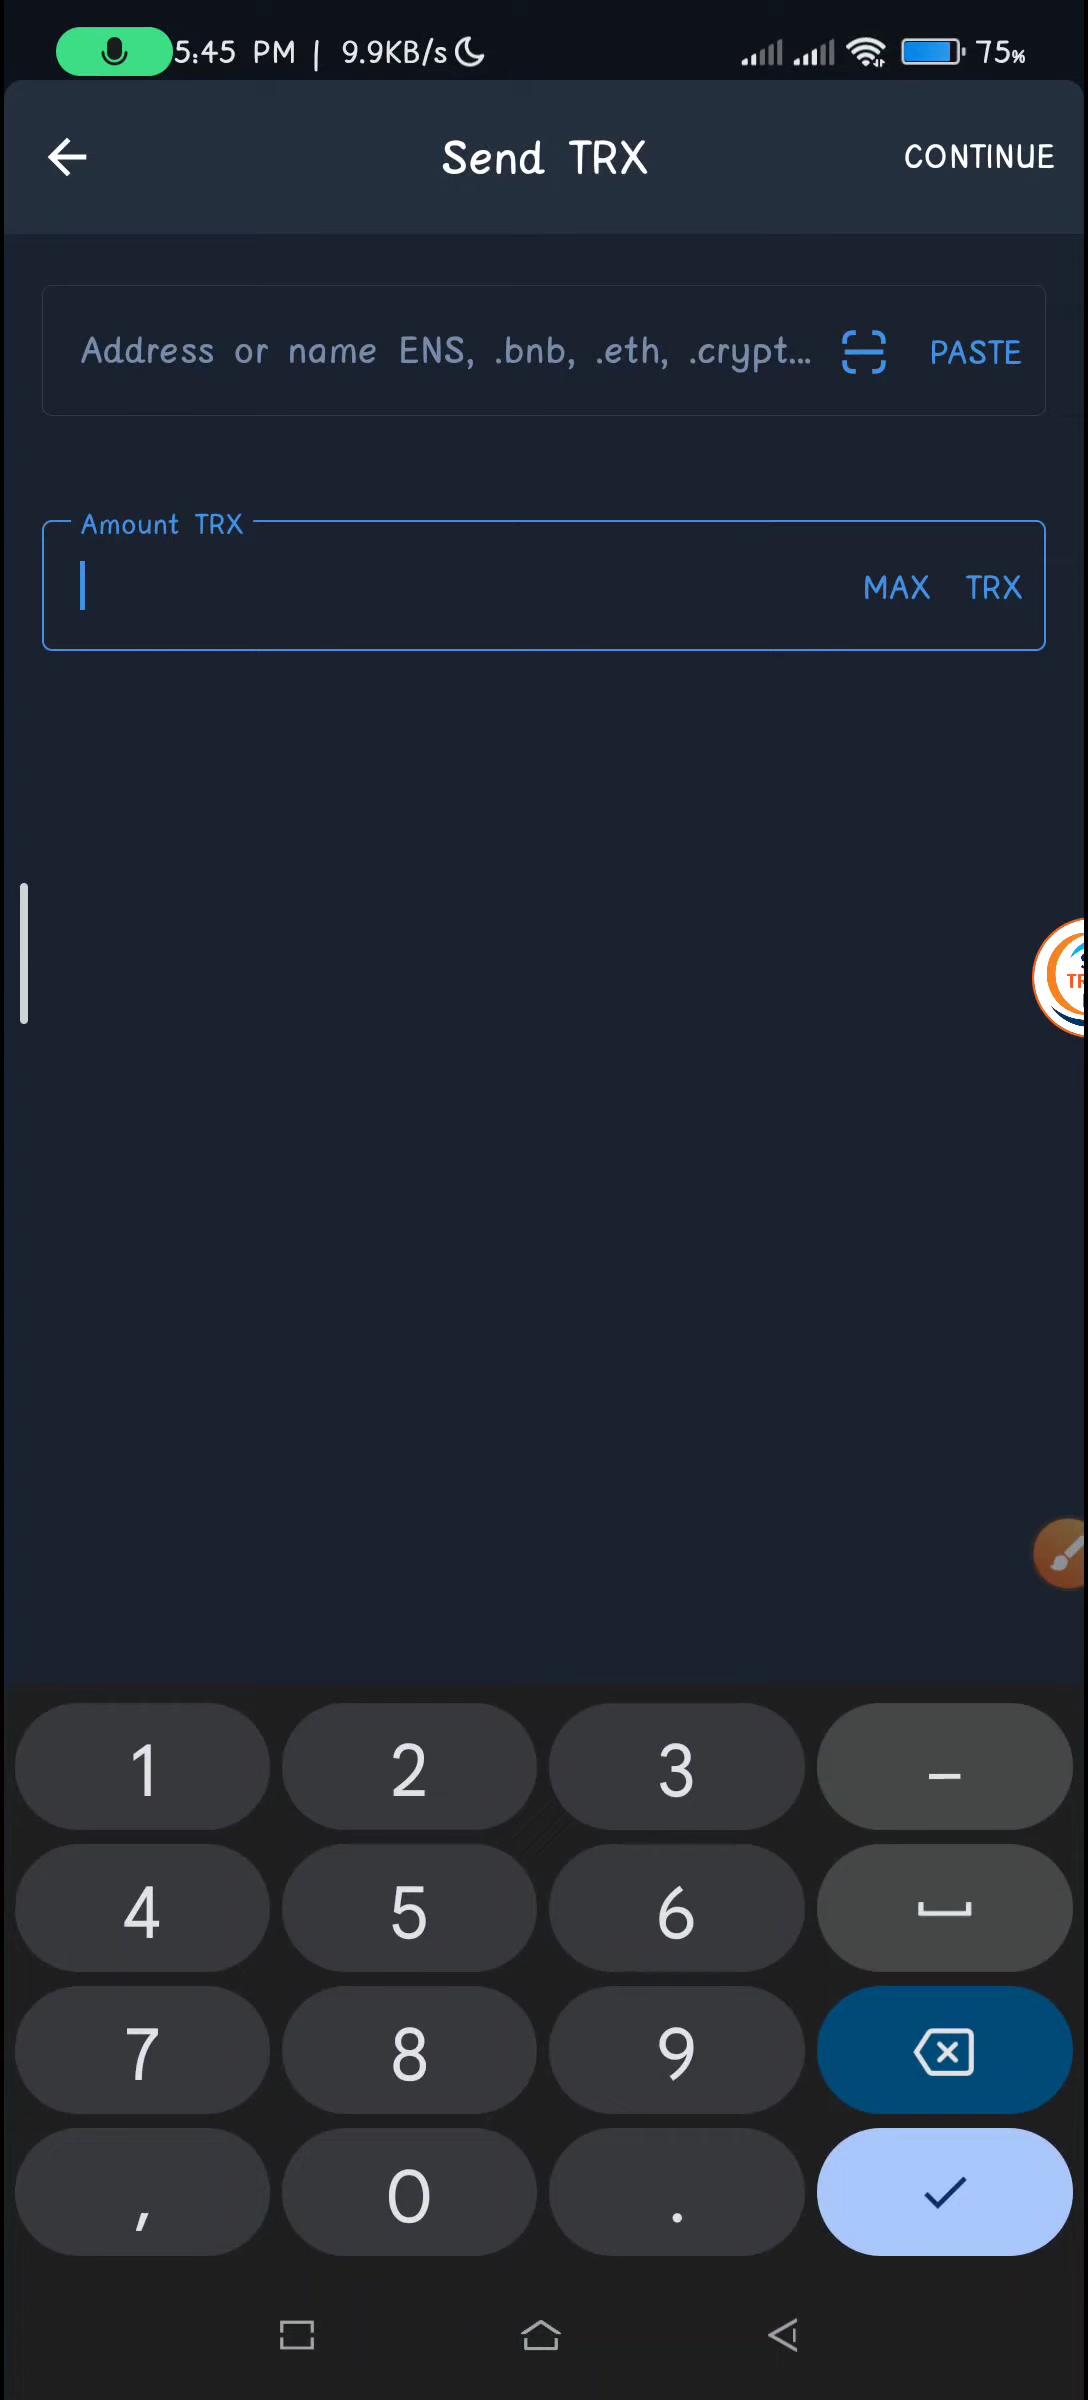 5:45 PM | 9.9KB/s
75%
Send TRX
CONTINUE
Address or name ENS, .bnb, .eth, .crypt...
PASTE
Amount TRX
MAX TRX
1 2 3 –
4 5 6
7 8 9
, 0 .